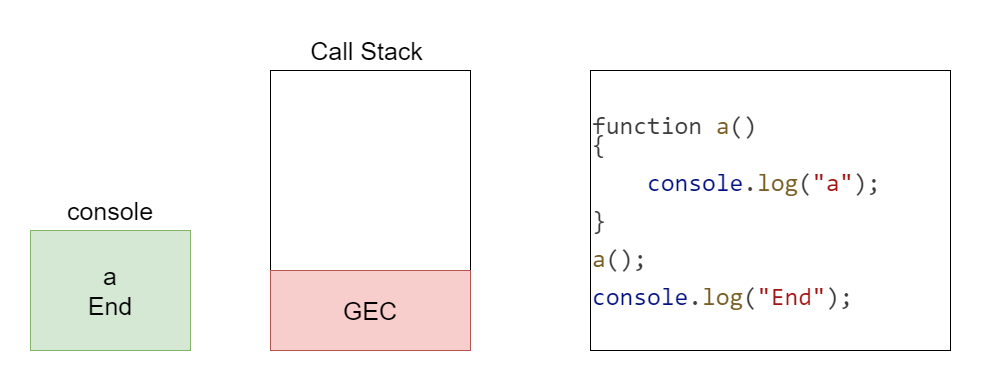 Call Stack
console
a
End
GEC
function a()
{
    console.log("a");
}
a();
console.log("End");